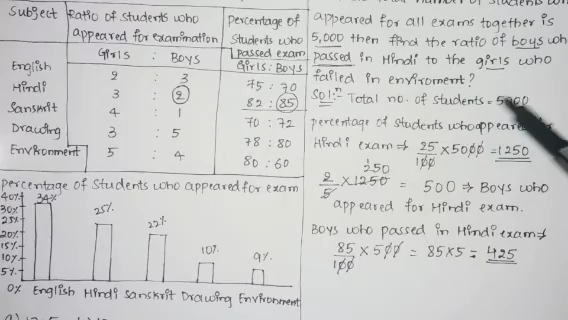 Subject
Ratio of students who
appeared for examination
percentage of
Students who
passed exam
Girls : Boys
Girls : Boys
English
2 : 3
75 : 70
Hindi
3 : 2
82 : 85
Sanskrit
4 : 1
70 : 72
Drawing
3 : 5
78 : 80
Environment
5 : 4
80 : 60
percentage of Students who appeared for exam
40%
30%
25%
20%
15%
10%
5%
0%
34%
25%
22%
10%
9%
English Hindi Sanskrit Drawing Environment
appeared for all exams together is
5,000 then find the ratio of boys wh
passed in Hindi to the girls who
failed in enviroment?
Sol:n Total no. of students = 5000
percentage of students who appeared for
Hindi exam ⇒ 25/100 × 5000 = 1250
250
2/5 × 1250 = 500 ⇒ Boys who
appeared for Hindi exam.
Boys who passed in Hindi exam ⇒
85/100 × 500 = 85×5 = 425